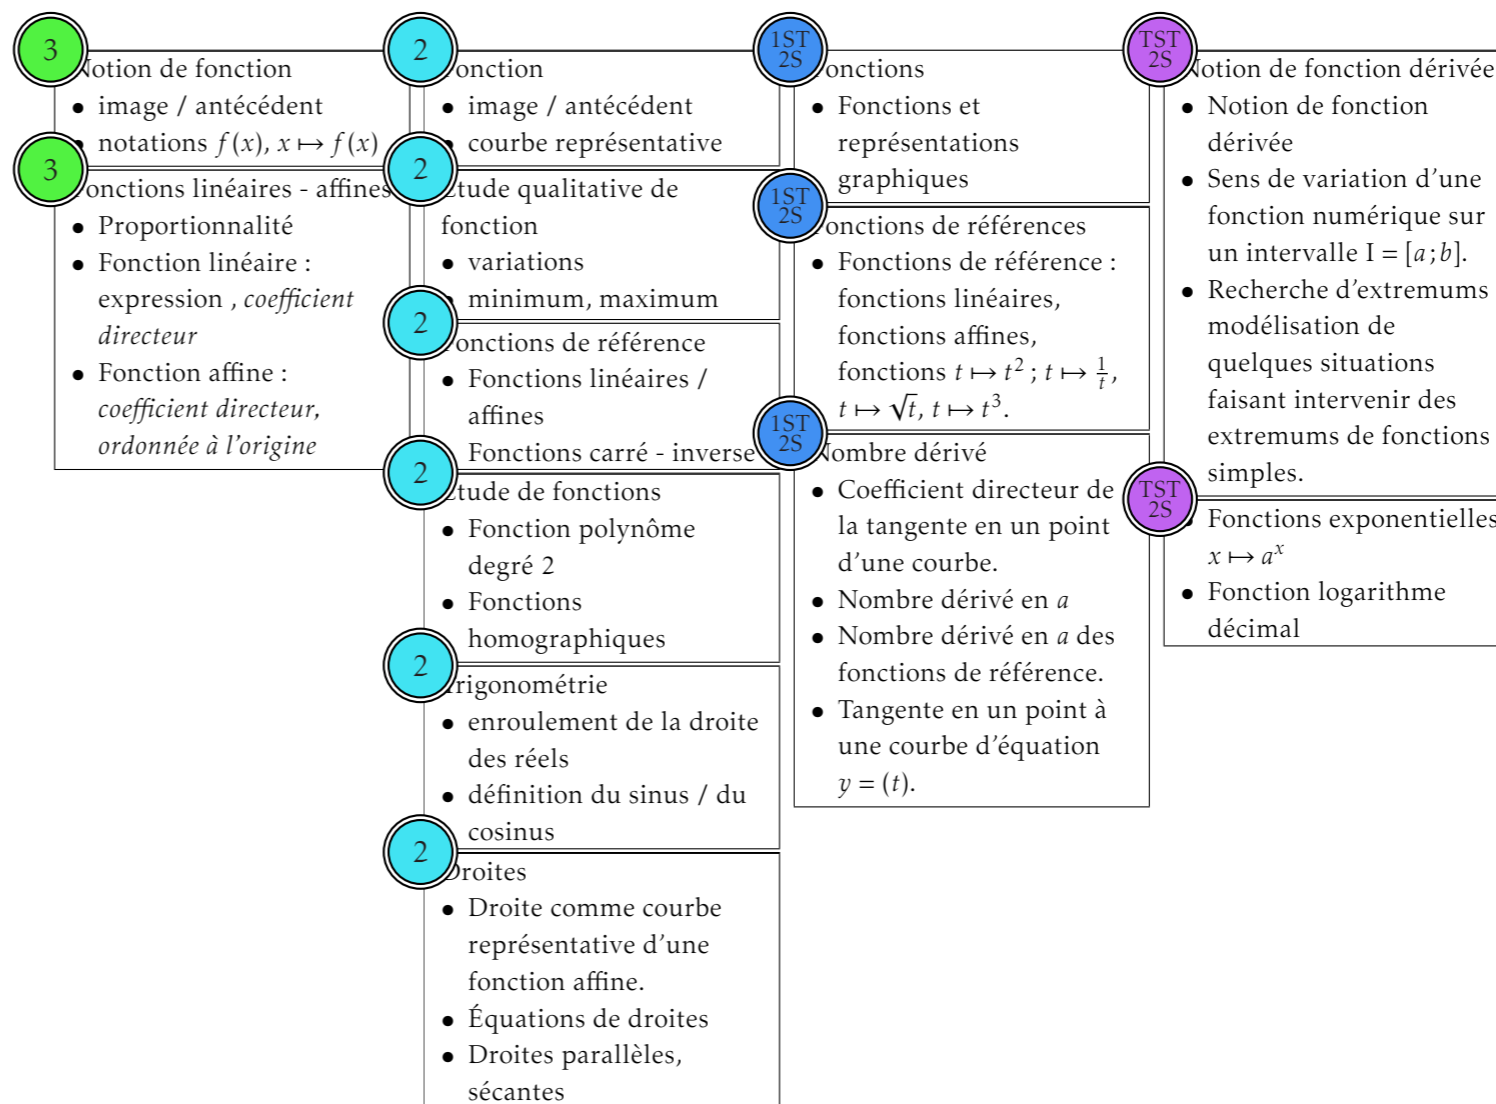 3
Notion de fonction
• image / antécédent
• notations f(x), x ↦ f(x)
3
Fonctions linéaires - affines
• Proportionnalité
• Fonction linéaire :
expression , coefficient
directeur
• Fonction affine :
coefficient directeur,
ordonnée à l'origine
2
Fonction
• image / antécédent
• courbe représentative
2
Étude qualitative de
fonction
• variations
• minimum, maximum
2
Fonctions de référence
• Fonctions linéaires /
affines
Fonctions carré - inverse
2
Étude de fonctions
• Fonction polynôme
degré 2
• Fonctions
homographiques
2
Trigonométrie
• enroulement de la droite
des réels
• définition du sinus / du
cosinus
2
Droites
• Droite comme courbe
représentative d'une
fonction affine.
• Équations de droites
• Droites parallèles,
sécantes
1ST
2S
Fonctions
• Fonctions et
représentations
graphiques
1ST
2S
Fonctions de références
• Fonctions de référence :
fonctions linéaires,
fonctions affines,
fonctions t ↦ t² ; t ↦ 1/t,
t ↦ √t, t ↦ t³.
1ST
2S
Nombre dérivé
• Coefficient directeur de
la tangente en un point
d'une courbe.
• Nombre dérivé en a
• Nombre dérivé en a des
fonctions de référence.
• Tangente en un point à
une courbe d'équation
y = (t).
TST
2S
Notion de fonction dérivée
• Notion de fonction
dérivée
• Sens de variation d'une
fonction numérique sur
un intervalle I = [a ; b].
• Recherche d'extremums
modélisation de
quelques situations
faisant intervenir des
extremums de fonctions
simples.
TST
2S
• Fonctions exponentielles
x ↦ aˣ
• Fonction logarithme
décimal